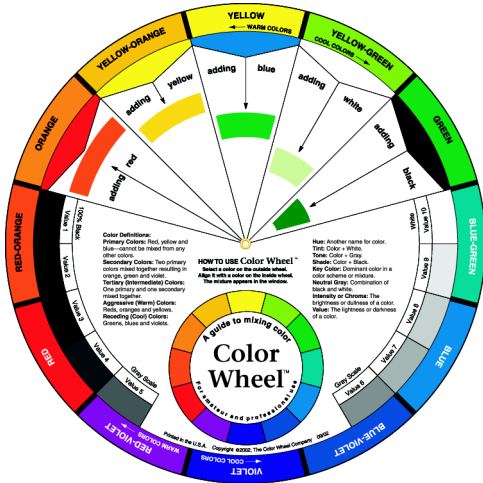 YELLOW
← WARM COLORS
YELLOW-GREEN
COOL COLORS →
GREEN
BLUE-GREEN
BLUE
BLUE-VIOLET
VIOLET
COOL COLORS →
RED-VIOLET
← WARM COLORS
RED
RED-ORANGE
ORANGE
YELLOW-ORANGE
adding red
adding yellow
adding blue
adding white
adding black
100% Black
Value 1
Value 2
Value 3
Value 4
Value 5
Gray Scale
White
Value 10
Value 9
Value 8
Value 7
Value 6
Gray Scale
Color Definitions:
Primary Colors: Red, yellow and
blue—cannot be mixed from any
other colors.
Secondary Colors: Two primary
colors mixed together resulting in
orange, green and violet.
Tertiary (Intermediate) Colors:
One primary and one secondary
mixed together.
Aggressive (Warm) Colors:
Reds, oranges and yellows.
Receding (Cool) Colors:
Greens, blues and violets.
HOW TO USE Color Wheel™
Select a color on the outside wheel.
Align it with a color on the inside wheel.
The mixture appears in the window.
Hue: Another name for color.
Tint: Color + White.
Tone: Color + Gray.
Shade: Color + Black.
Key Color: Dominant color in a
color scheme or mixture.
Neutral Gray: Combination of
black and white.
Intensity or Chroma: The
brightness or dullness of a color.
Value: The lightness or darkness
of a color.
A guide to mixing color
Color
Wheel™
For amateur and professional use
Printed in the U.S.A. Copyright ©2002, The Color Wheel Company 09/02